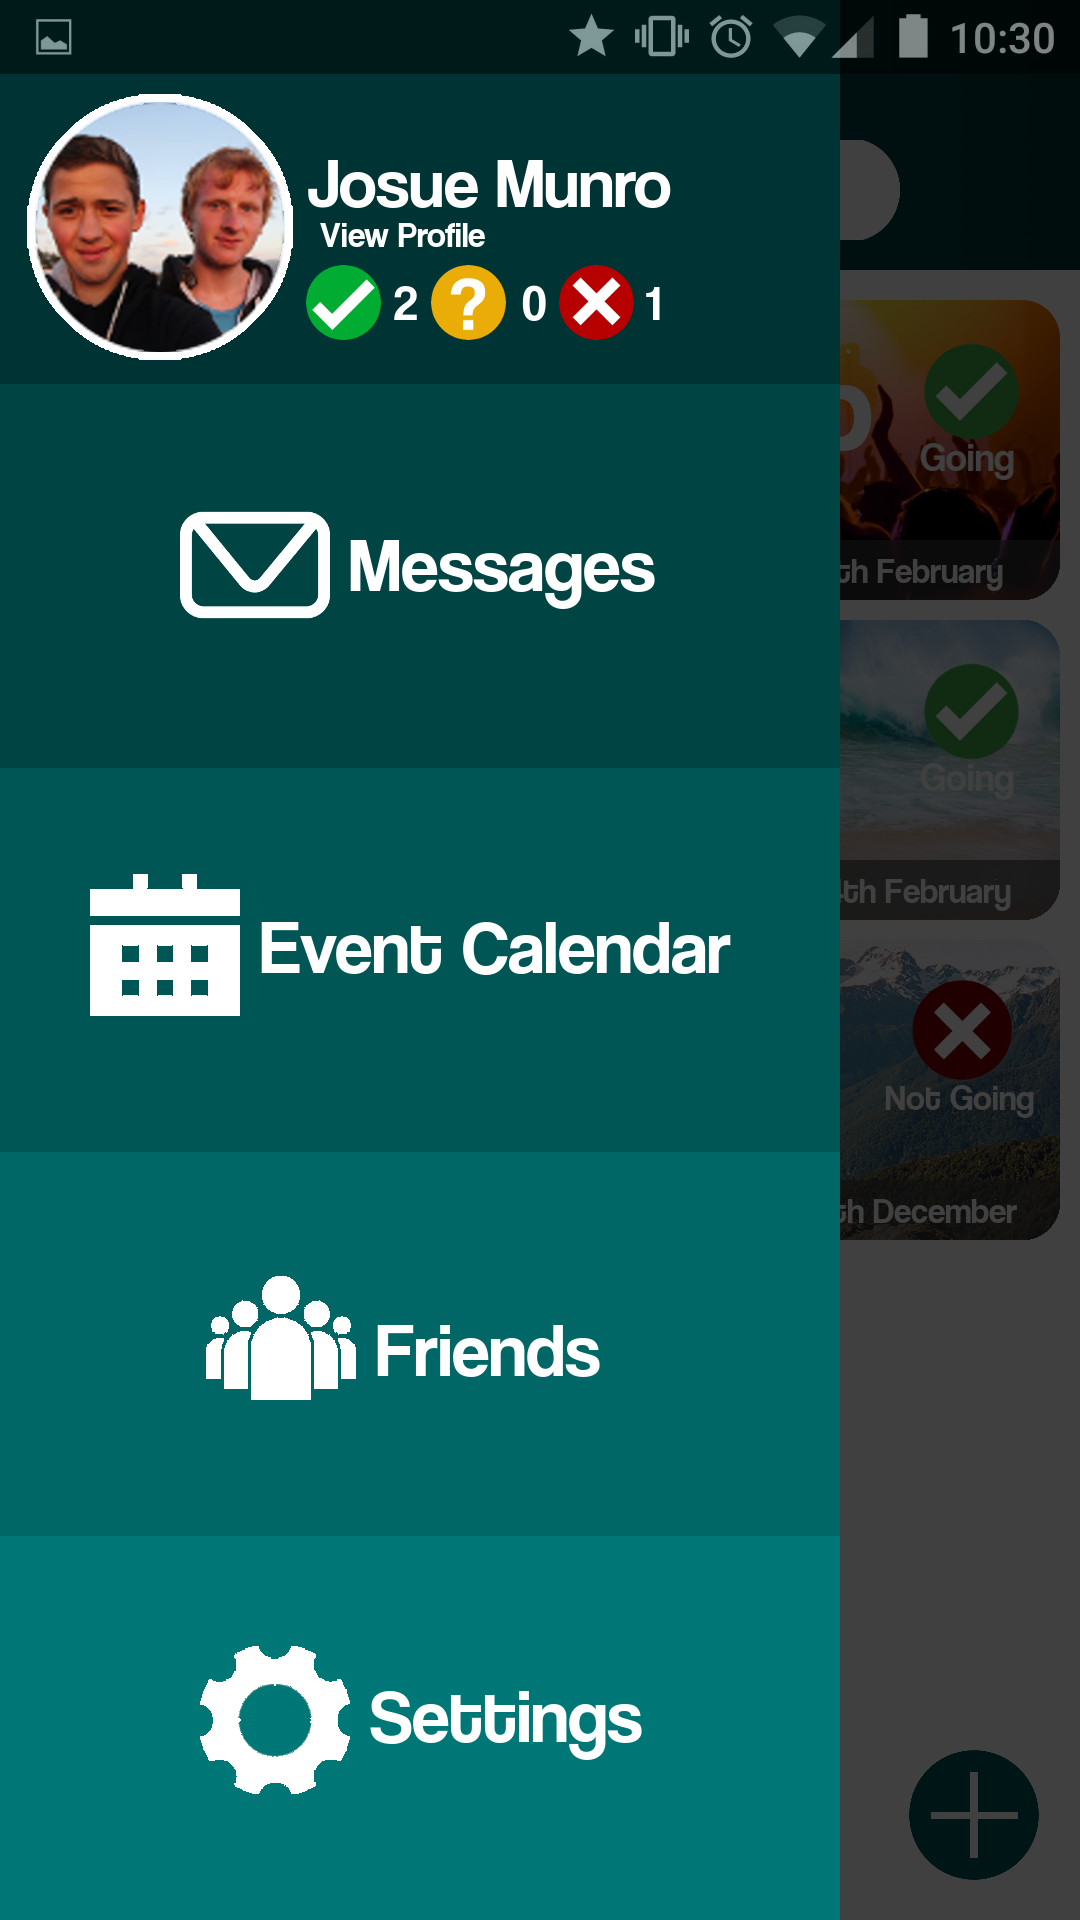 10:30
Josue Munro
View Profile
2 ? 0 1
Going
th February
Messages
Going
th February
Event Calendar
Not Going
th December
Friends
Settings